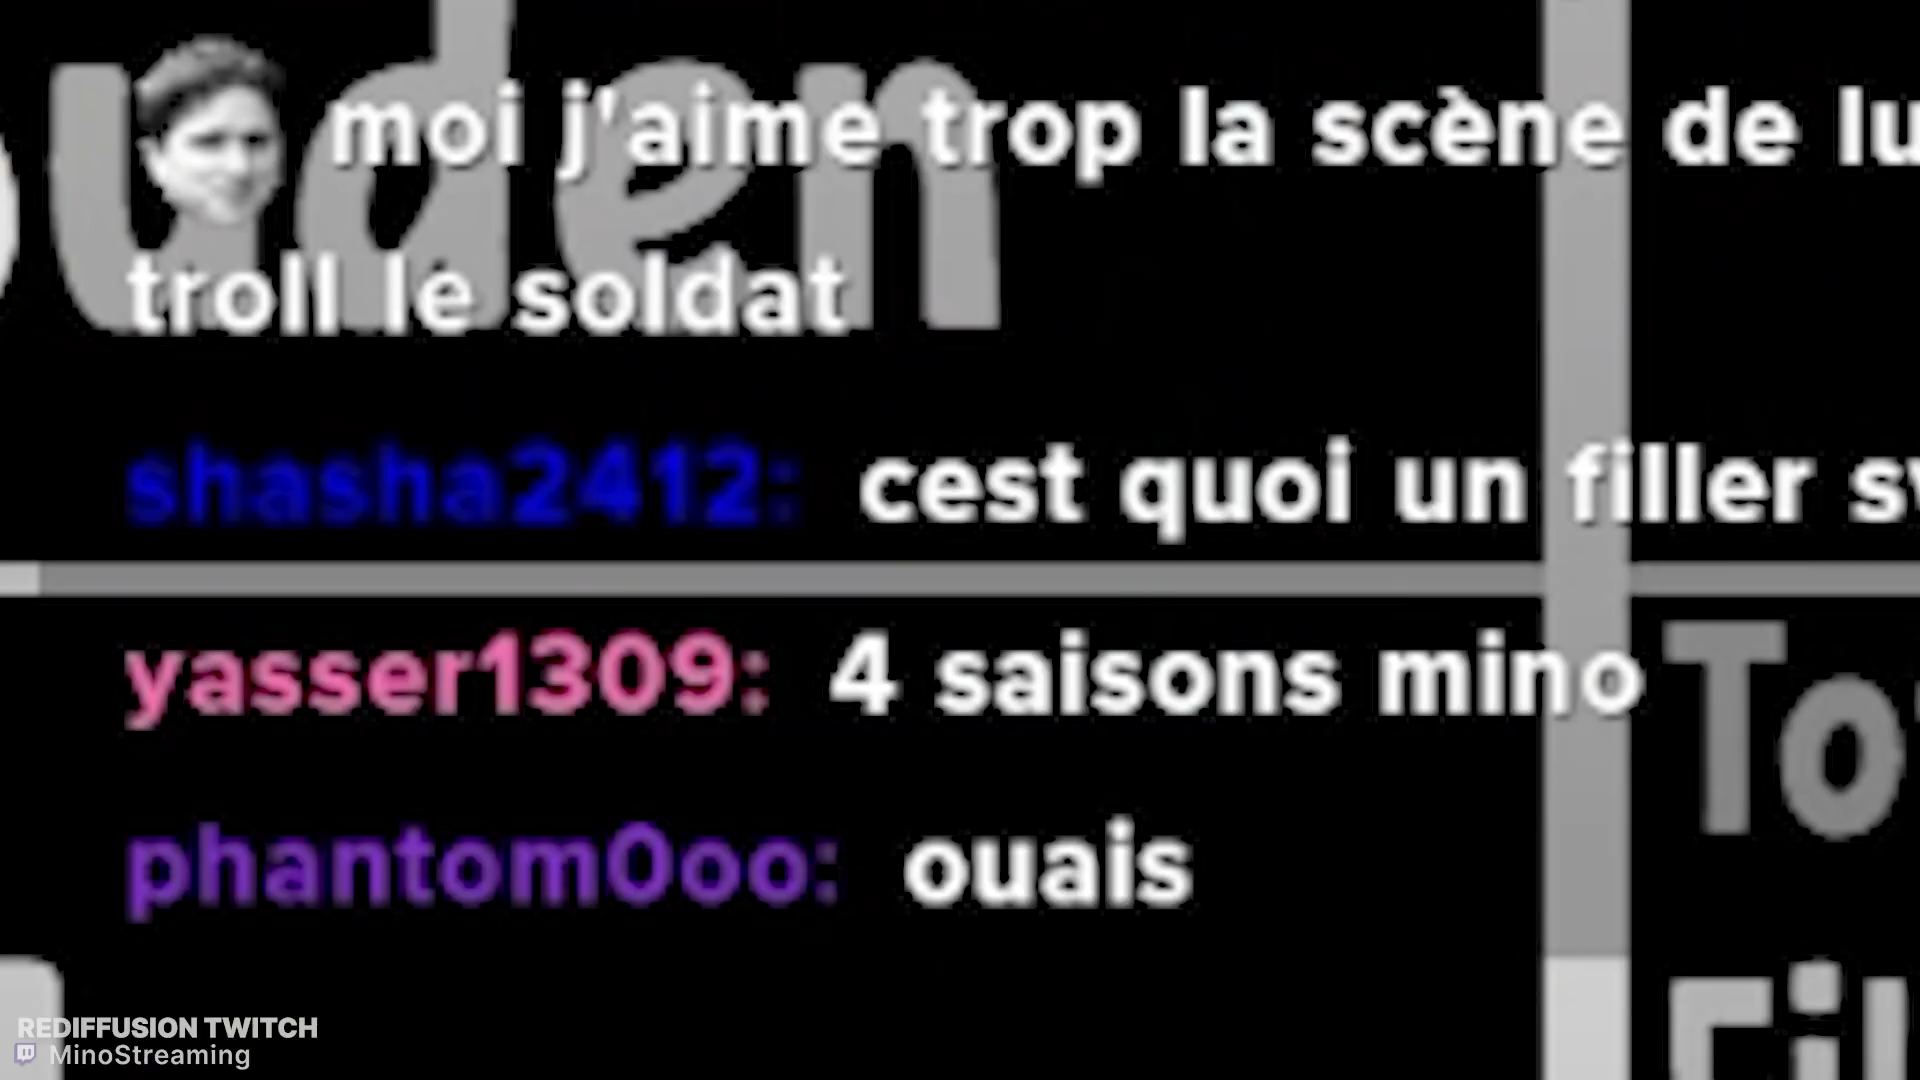 uden
moi j'aime trop la scène de
troll le soldat
shasha2412: cest quoi un filler
yasser1309: 4 saisons mino
phantom0oo: ouais
REDIFFUSION TWITCH
MinoStreaming